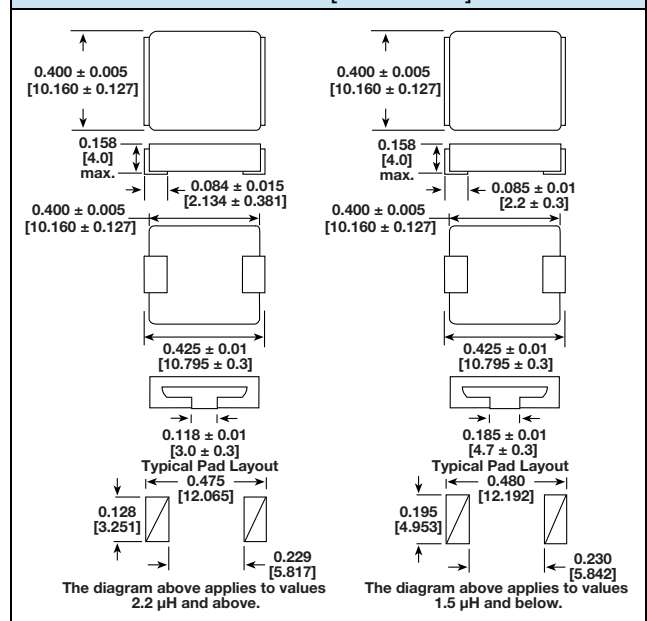 0.400 ± 0.005
[10.160 ± 0.127]
0.158
[4.0]
max.
0.084 ± 0.015
[2.134 ± 0.381]
0.400 ± 0.005
[10.160 ± 0.127]
0.425 ± 0.01
[10.795 ± 0.3]
0.118 ± 0.01
[3.0 ± 0.3]
Typical Pad Layout
0.475
[12.065]
0.128
[3.251]
0.229
[5.817]
The diagram above applies to values
2.2 µH and above.
0.400 ± 0.005
[10.160 ± 0.127]
0.158
[4.0]
max.
0.085 ± 0.01
[2.2 ± 0.3]
0.400 ± 0.005
[10.160 ± 0.127]
0.425 ± 0.01
[10.795 ± 0.3]
0.185 ± 0.01
[4.7 ± 0.3]
Typical Pad Layout
0.480
[12.192]
0.195
[4.953]
0.230
[5.842]
The diagram above applies to values
1.5 µH and below.